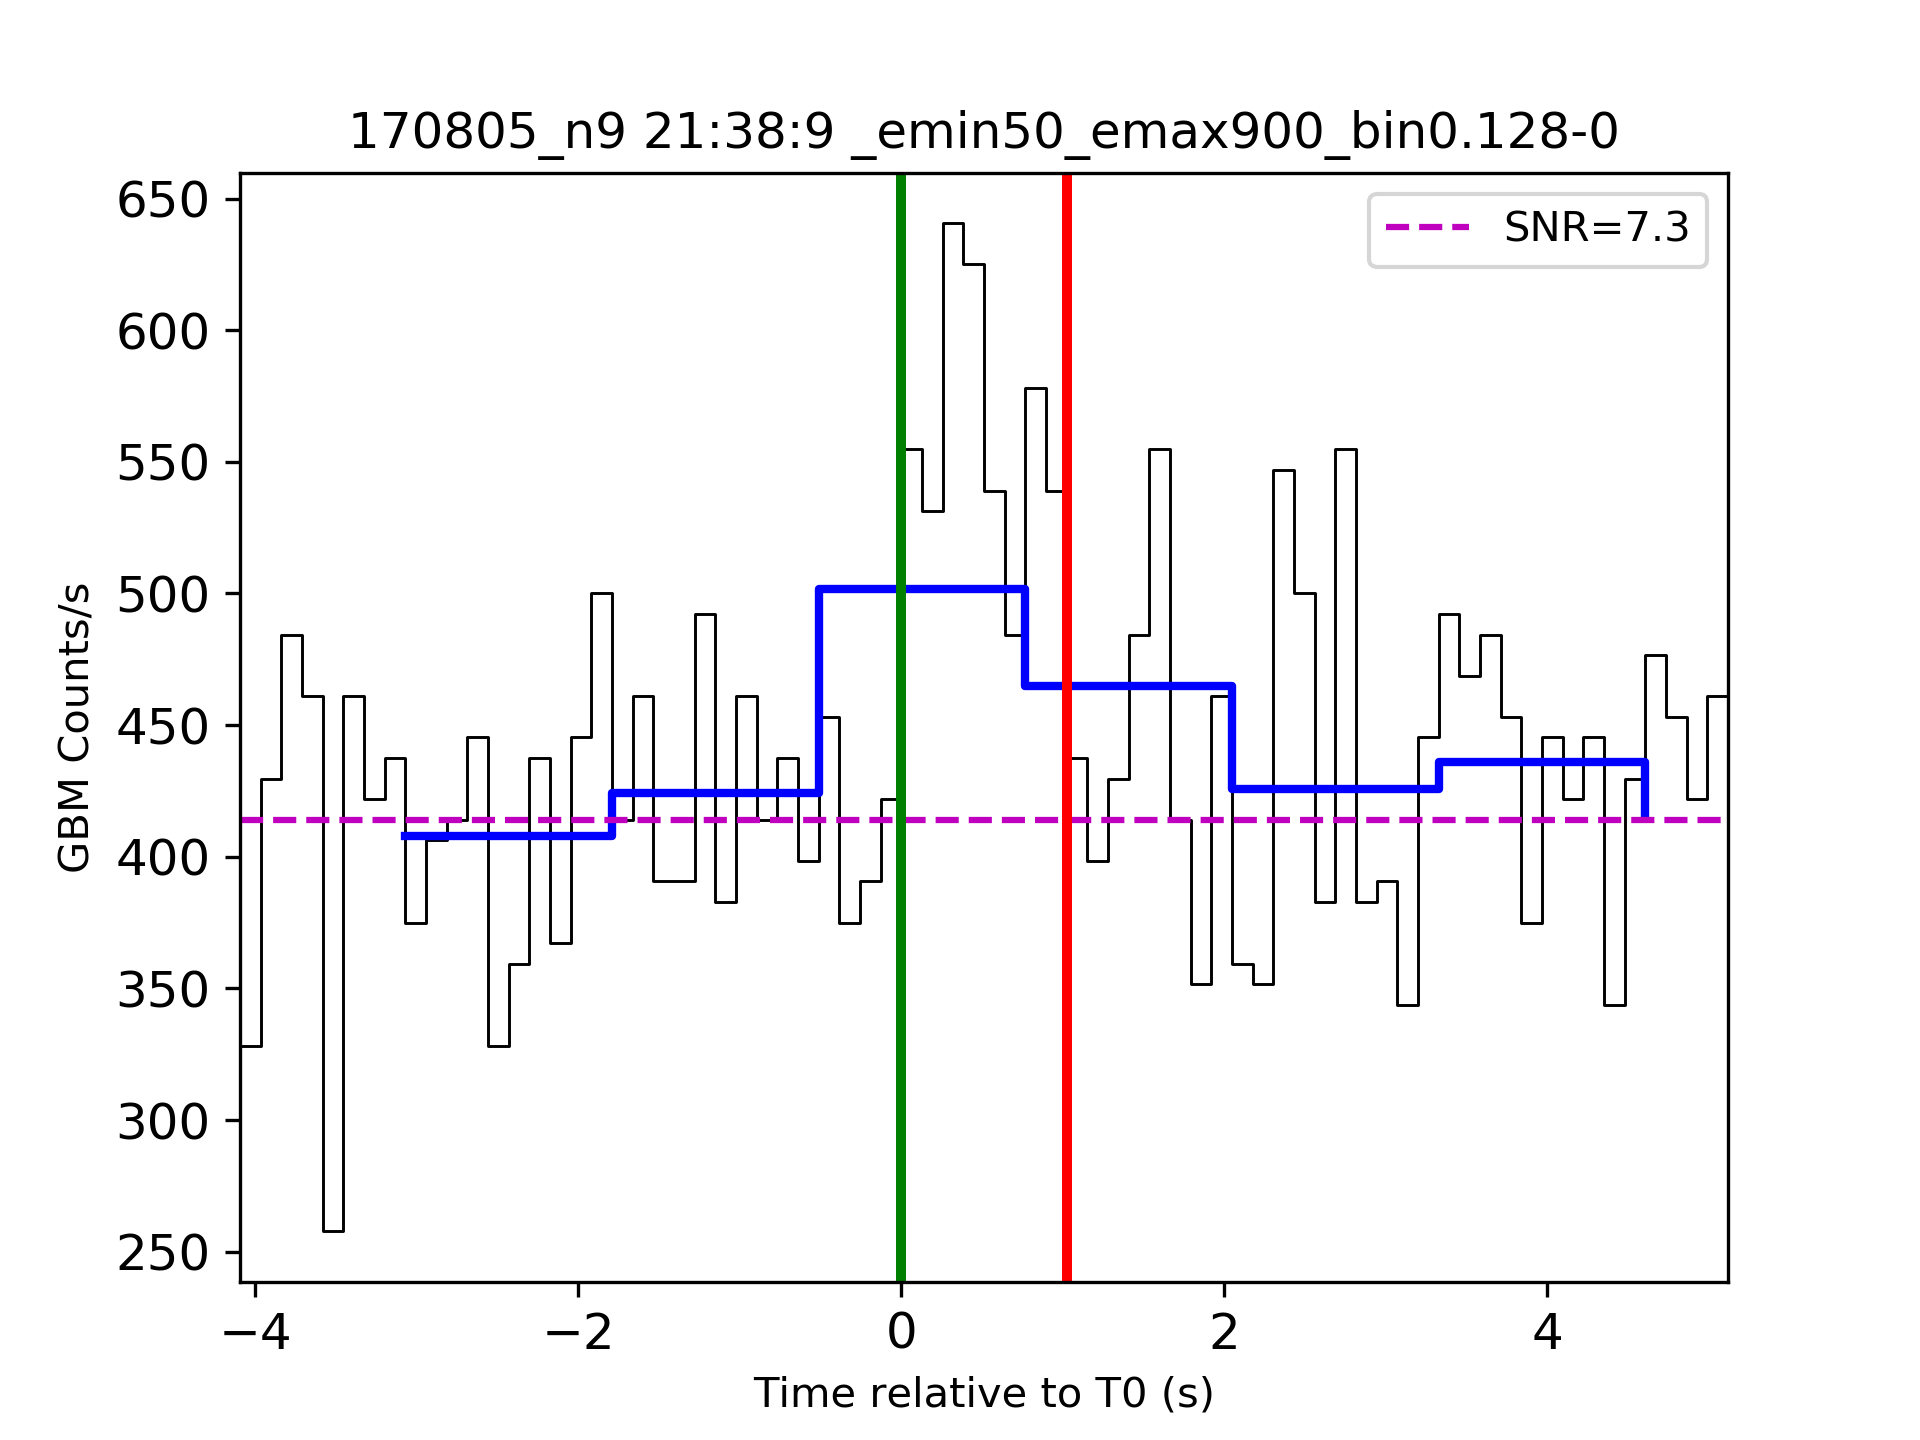 170805_n9 21:38:9 _emin50_emax900_bin0.128-0
SNR=7.3
650
600
550
500
450
400
350
300
250
GBM Counts/s
−4 −2 0 2 4
Time relative to T0 (s)